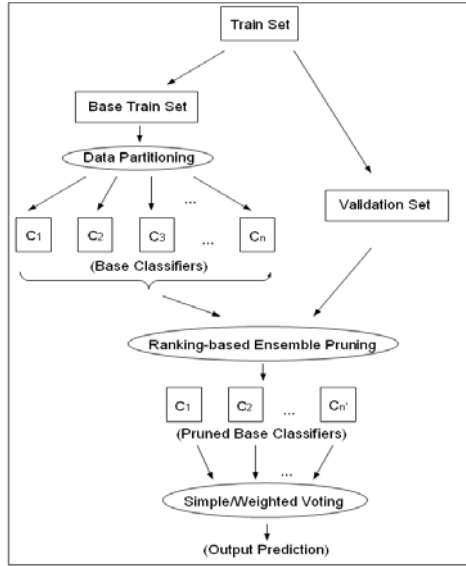 Train Set
Base Train Set
Data Partitioning
...
Validation Set
C1 C2 C3 ... Cn
(Base Classifiers)
Ranking-based Ensemble Pruning
C1 C2 ... Cn'
(Pruned Base Classifiers)
...
Simple/Weighted Voting
(Output Prediction)